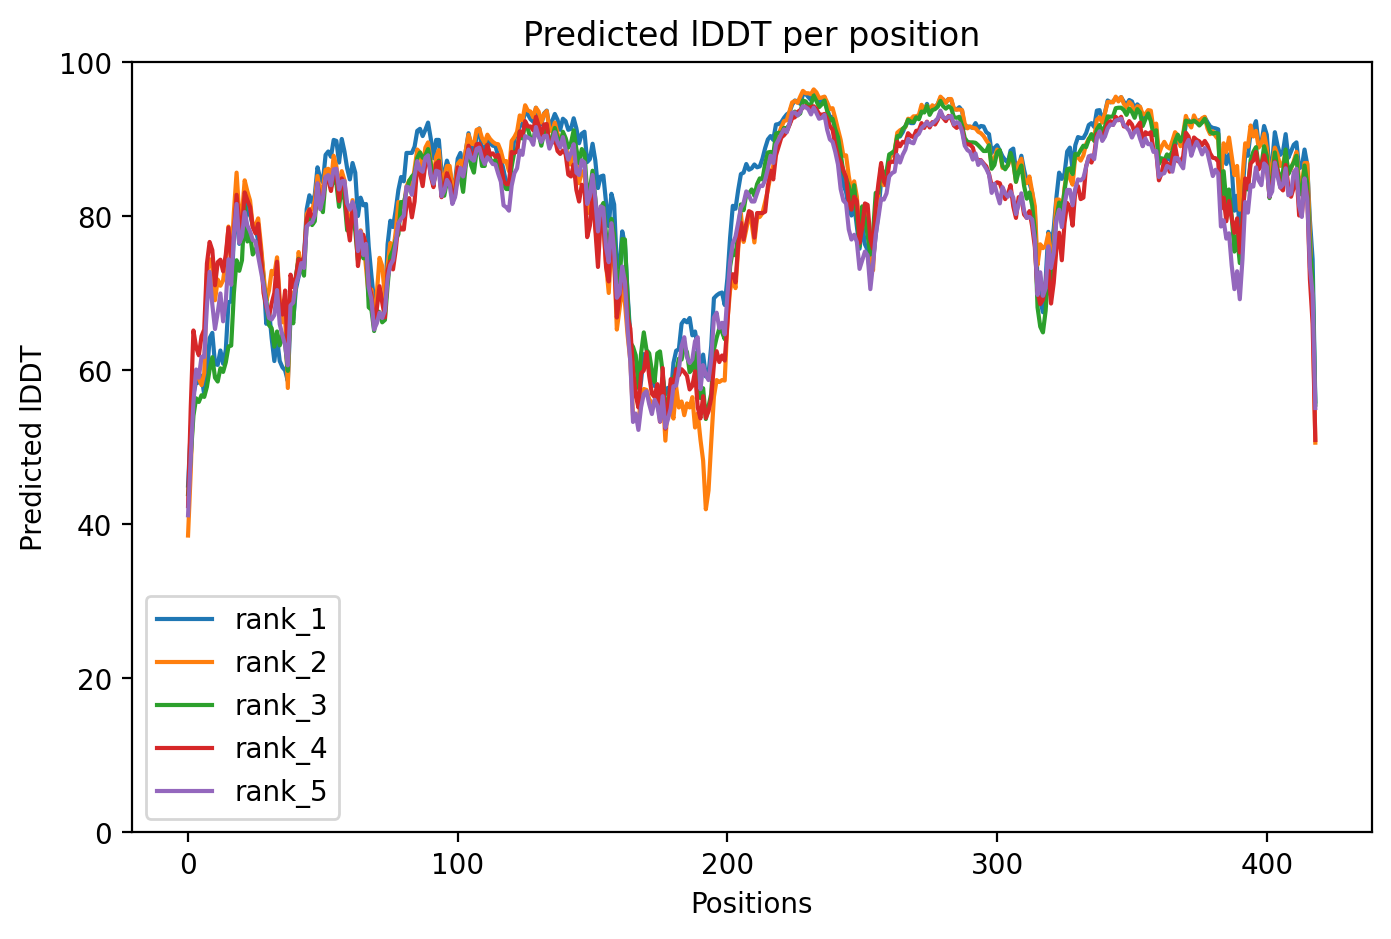 Predicted lDDT per position
100
80
60
40
20
0
Predicted lDDT
rank_1
rank_2
rank_3
rank_4
rank_5
0 100 200 300 400
Positions